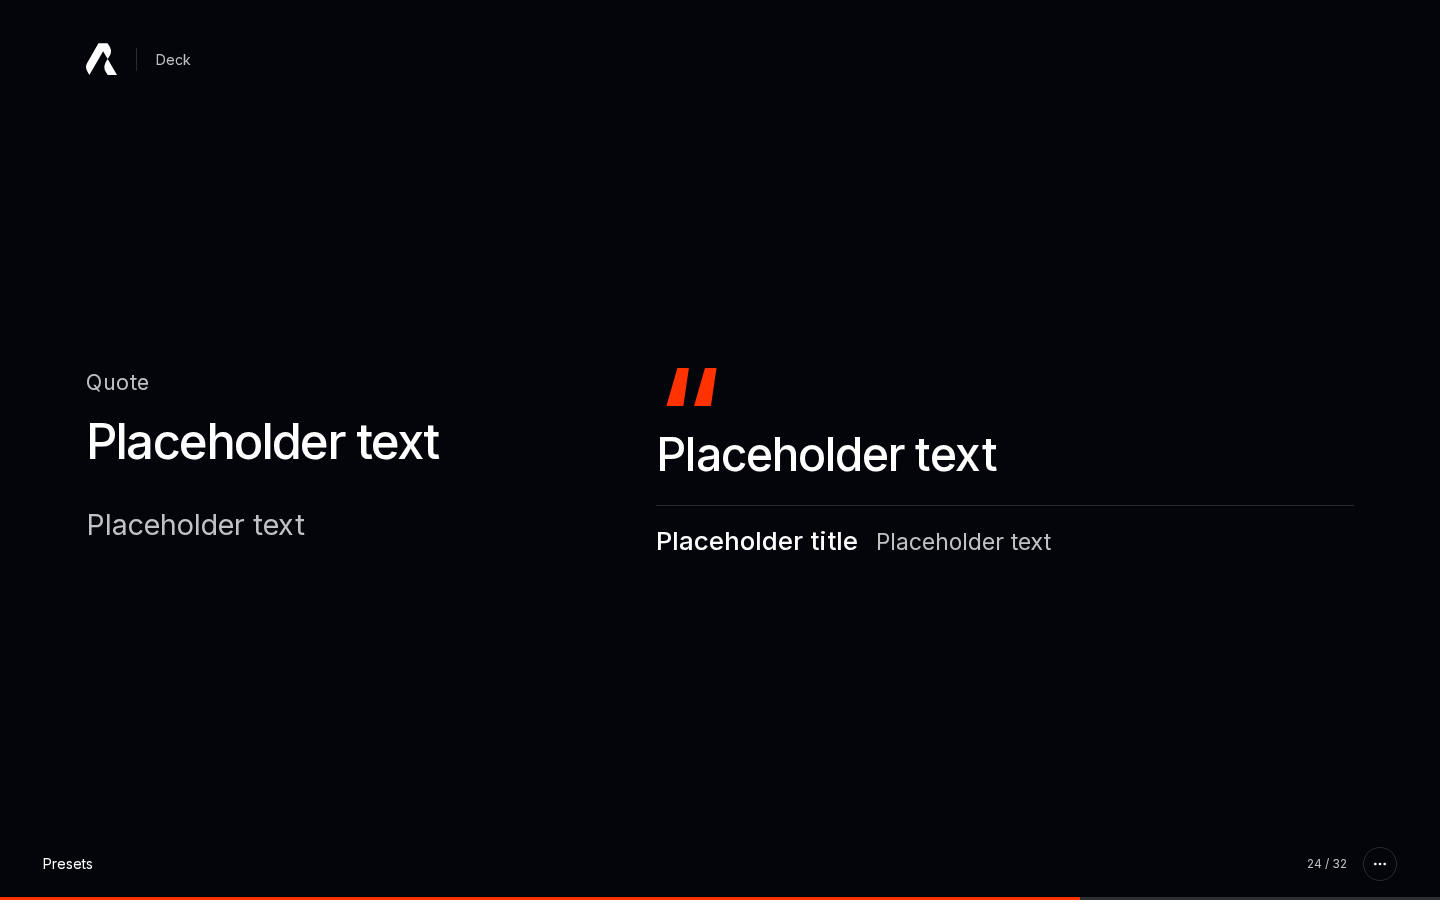 Deck
Quote
Placeholder text
Placeholder text
“
Placeholder text
Placeholder title Placeholder text
Presets
24 / 32